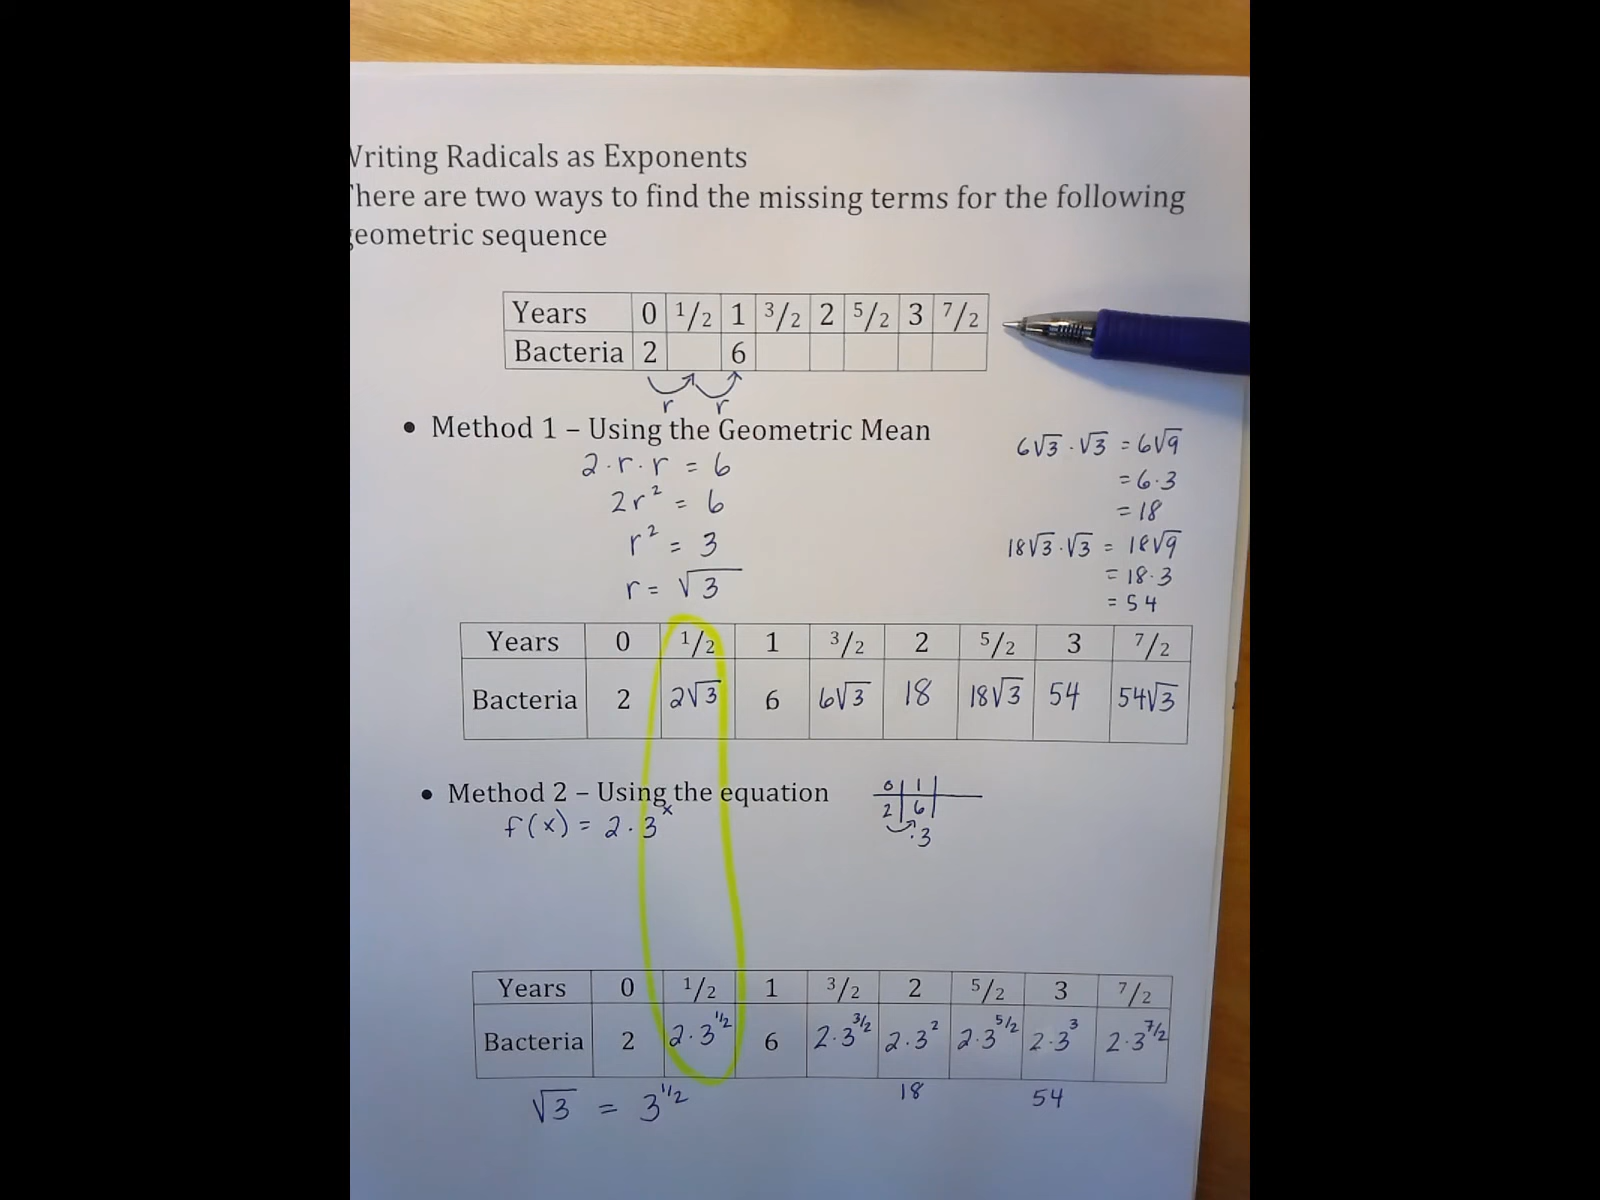 Writing Radicals as Exponents
There are two ways to find the missing terms for the following
geometric sequence
Years 0 1/2 1 3/2 2 5/2 3 7/2
Bacteria 2 6
r r
• Method 1 – Using the Geometric Mean
2·r·r = 6
2r² = 6
r² = 3
r = √3
6√3·√3 = 6√9
= 6·3
= 18
18√3·√3 = 18√9
= 18·3
= 54
Years 0 1/2 1 3/2 2 5/2 3 7/2
Bacteria 2 2√3 6 6√3 18 18√3 54 54√3
• Method 2 – Using the equation
f(x) = 2·3^x
0 1
2 6
·3
Years 0 1/2 1 3/2 2 5/2 3 7/2
Bacteria 2 2·3^1/2 6 2·3^3/2 2·3² 2·3^5/2 2·3³ 2·3^7/2
18 54
√3 = 3^1/2